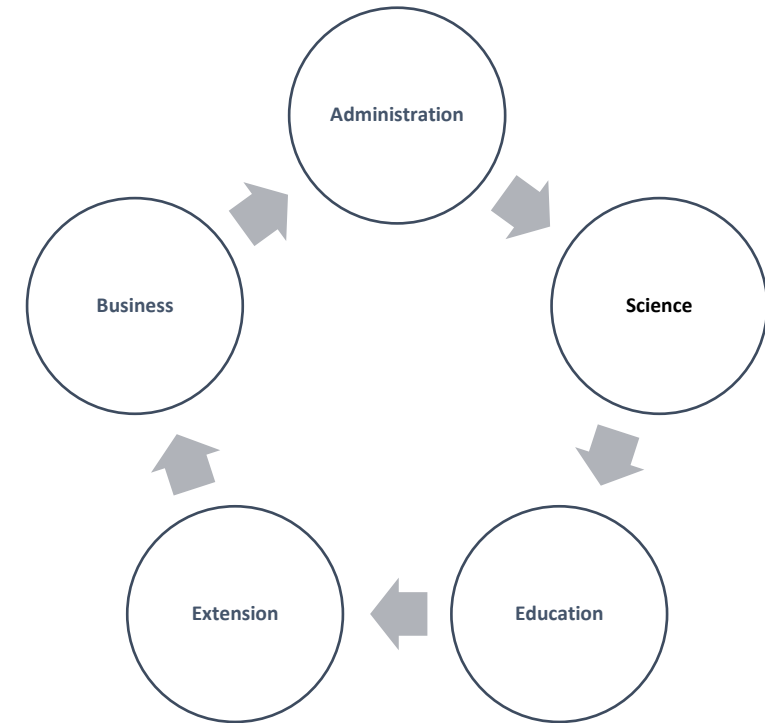 Administration
Science
Education
Extension
Business